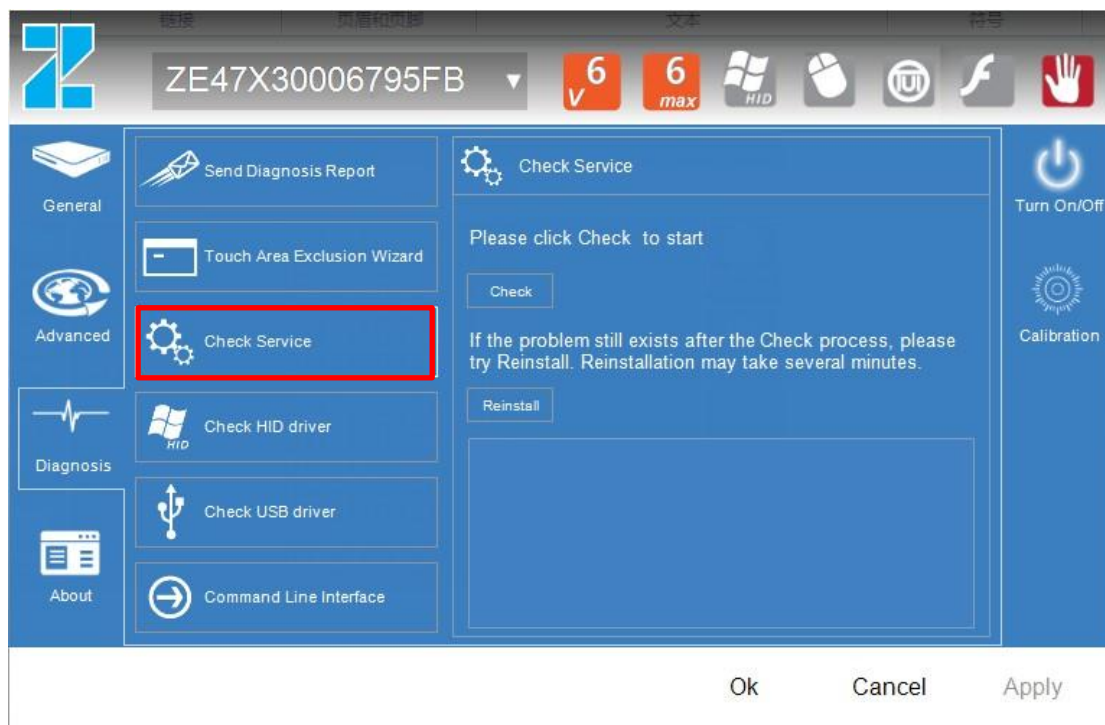 链接 页眉和页脚 文本 符号
ZE47X30006795FB
6 V
6 max
HID
General
Advanced
Diagnosis
About
Send Diagnosis Report
Touch Area Exclusion Wizard
Check Service
Check HID driver
HID
Check USB driver
Command Line Interface
Check Service
Please click Check to start
Check
If the problem still exists after the Check process, please
try Reinstall. Reinstallation may take several minutes.
Reinstall
Turn On/Off
Calibration
Ok Cancel Apply